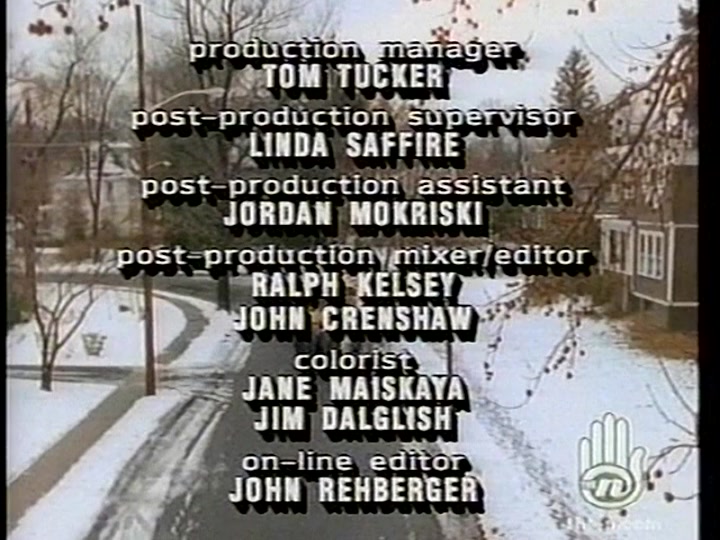 production manager
TOM TUCKER
post-production supervisor
LINDA SAFFIRE
post-production assistant
JORDAN MOKRISKI
post-production mixer/editor
RALPH KELSEY
JOHN CRENSHAW
colorist
JANE MAISKAYA
JIM DALGLISH
on-line editor
JOHN REHBERGER
n